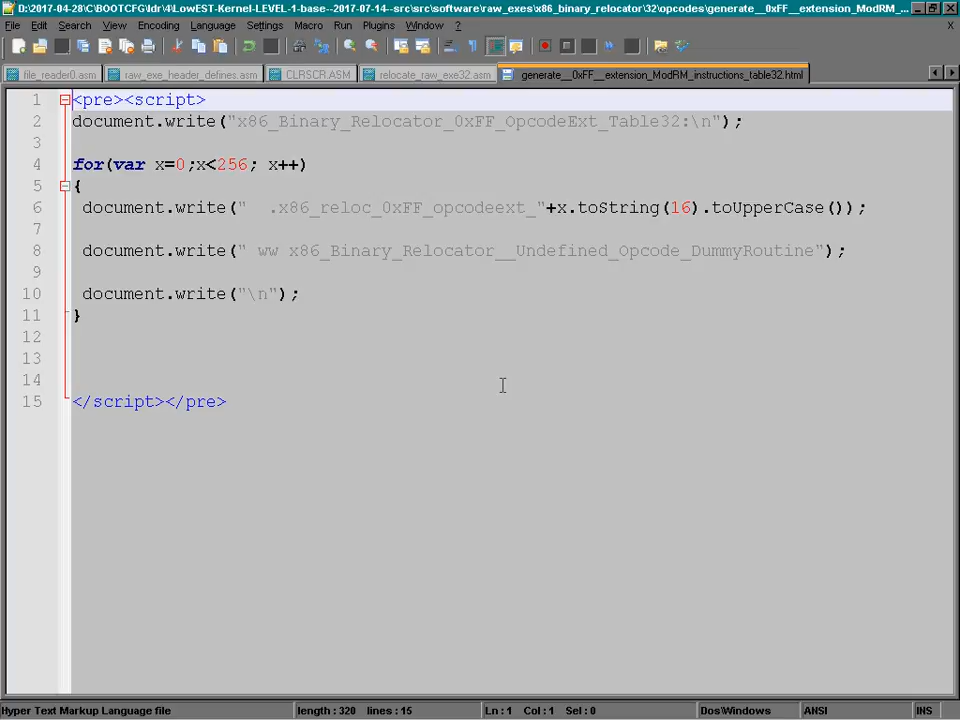 D:\2017-04-28\C\BOOTCFG\ldr\4\LowEST-Kernel-LEVEL-1-base--2017-07-14--src\src\software\raw_exes\x86_binary_relocator\32\opcodes\generate__0xFF__extension_ModRM_...
File Edit Search View Encoding Language Settings Macro Run Plugins Window ? X
file_reader0.asm raw_exe_header_defines.asm CLRSCR.ASM relocate_raw_exe32.asm generate__0xFF__extension_ModRM_instructions_table32.html
1 <pre><script>
2 document.write("x86_Binary_Relocator_0xFF_OpcodeExt_Table32:\n");
3
4 for(var x=0;x<256; x++)
5 {
6 document.write("  .x86_reloc_0xFF_opcodeext_"+x.toString(16).toUpperCase());
7
8 document.write(" ww x86_Binary_Relocator__Undefined_Opcode_DummyRoutine");
9
10 document.write("\n");
11 }
12
13
14
15 </script></pre>
Hyper Text Markup Language file length : 320 lines : 15 Ln : 1 Col : 1 Sel : 0 Dos\Windows ANSI INS